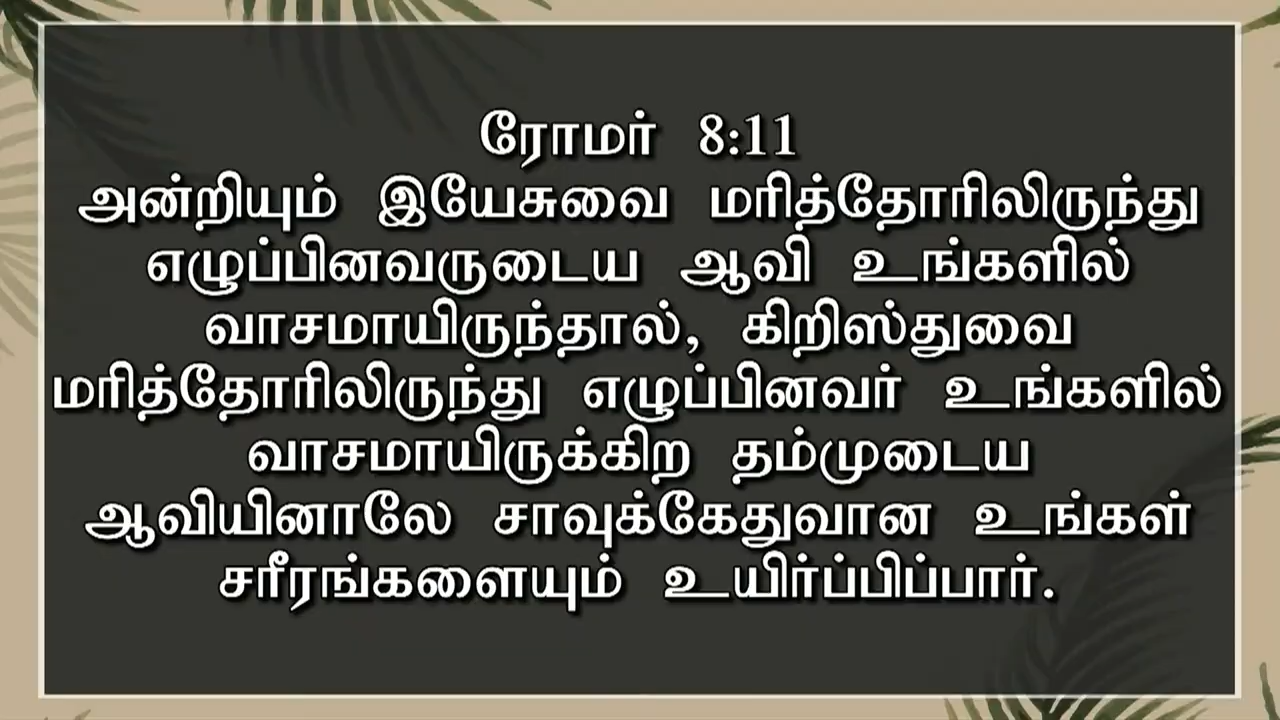 ரோமர் 8:11
அன்றியும் இயேசுவை மரித்தோரிலிருந்து
எழுப்பினவருடைய ஆவி உங்களில்
வாசமாயிருந்தால், கிறிஸ்துவை
மரித்தோரிலிருந்து எழுப்பினவர் உங்களில்
வாசமாயிருக்கிற தம்முடைய
ஆவியினாலே சாவுக்கேதுவான உங்கள்
சரீரங்களையும் உயிர்ப்பிப்பார்.